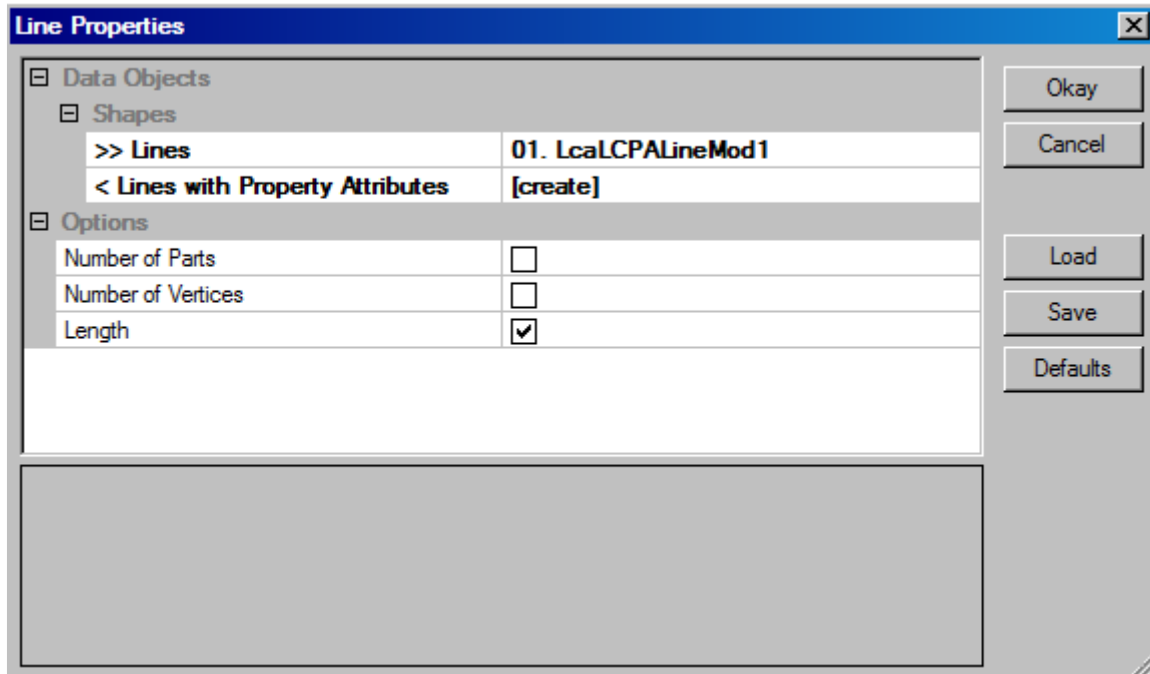 Line Properties
Data Objects
Shapes
>> Lines 01. LcaLCPALineMod1
< Lines with Property Attributes [create]
Options
Number of Parts
Number of Vertices
Length
Okay
Cancel
Load
Save
Defaults